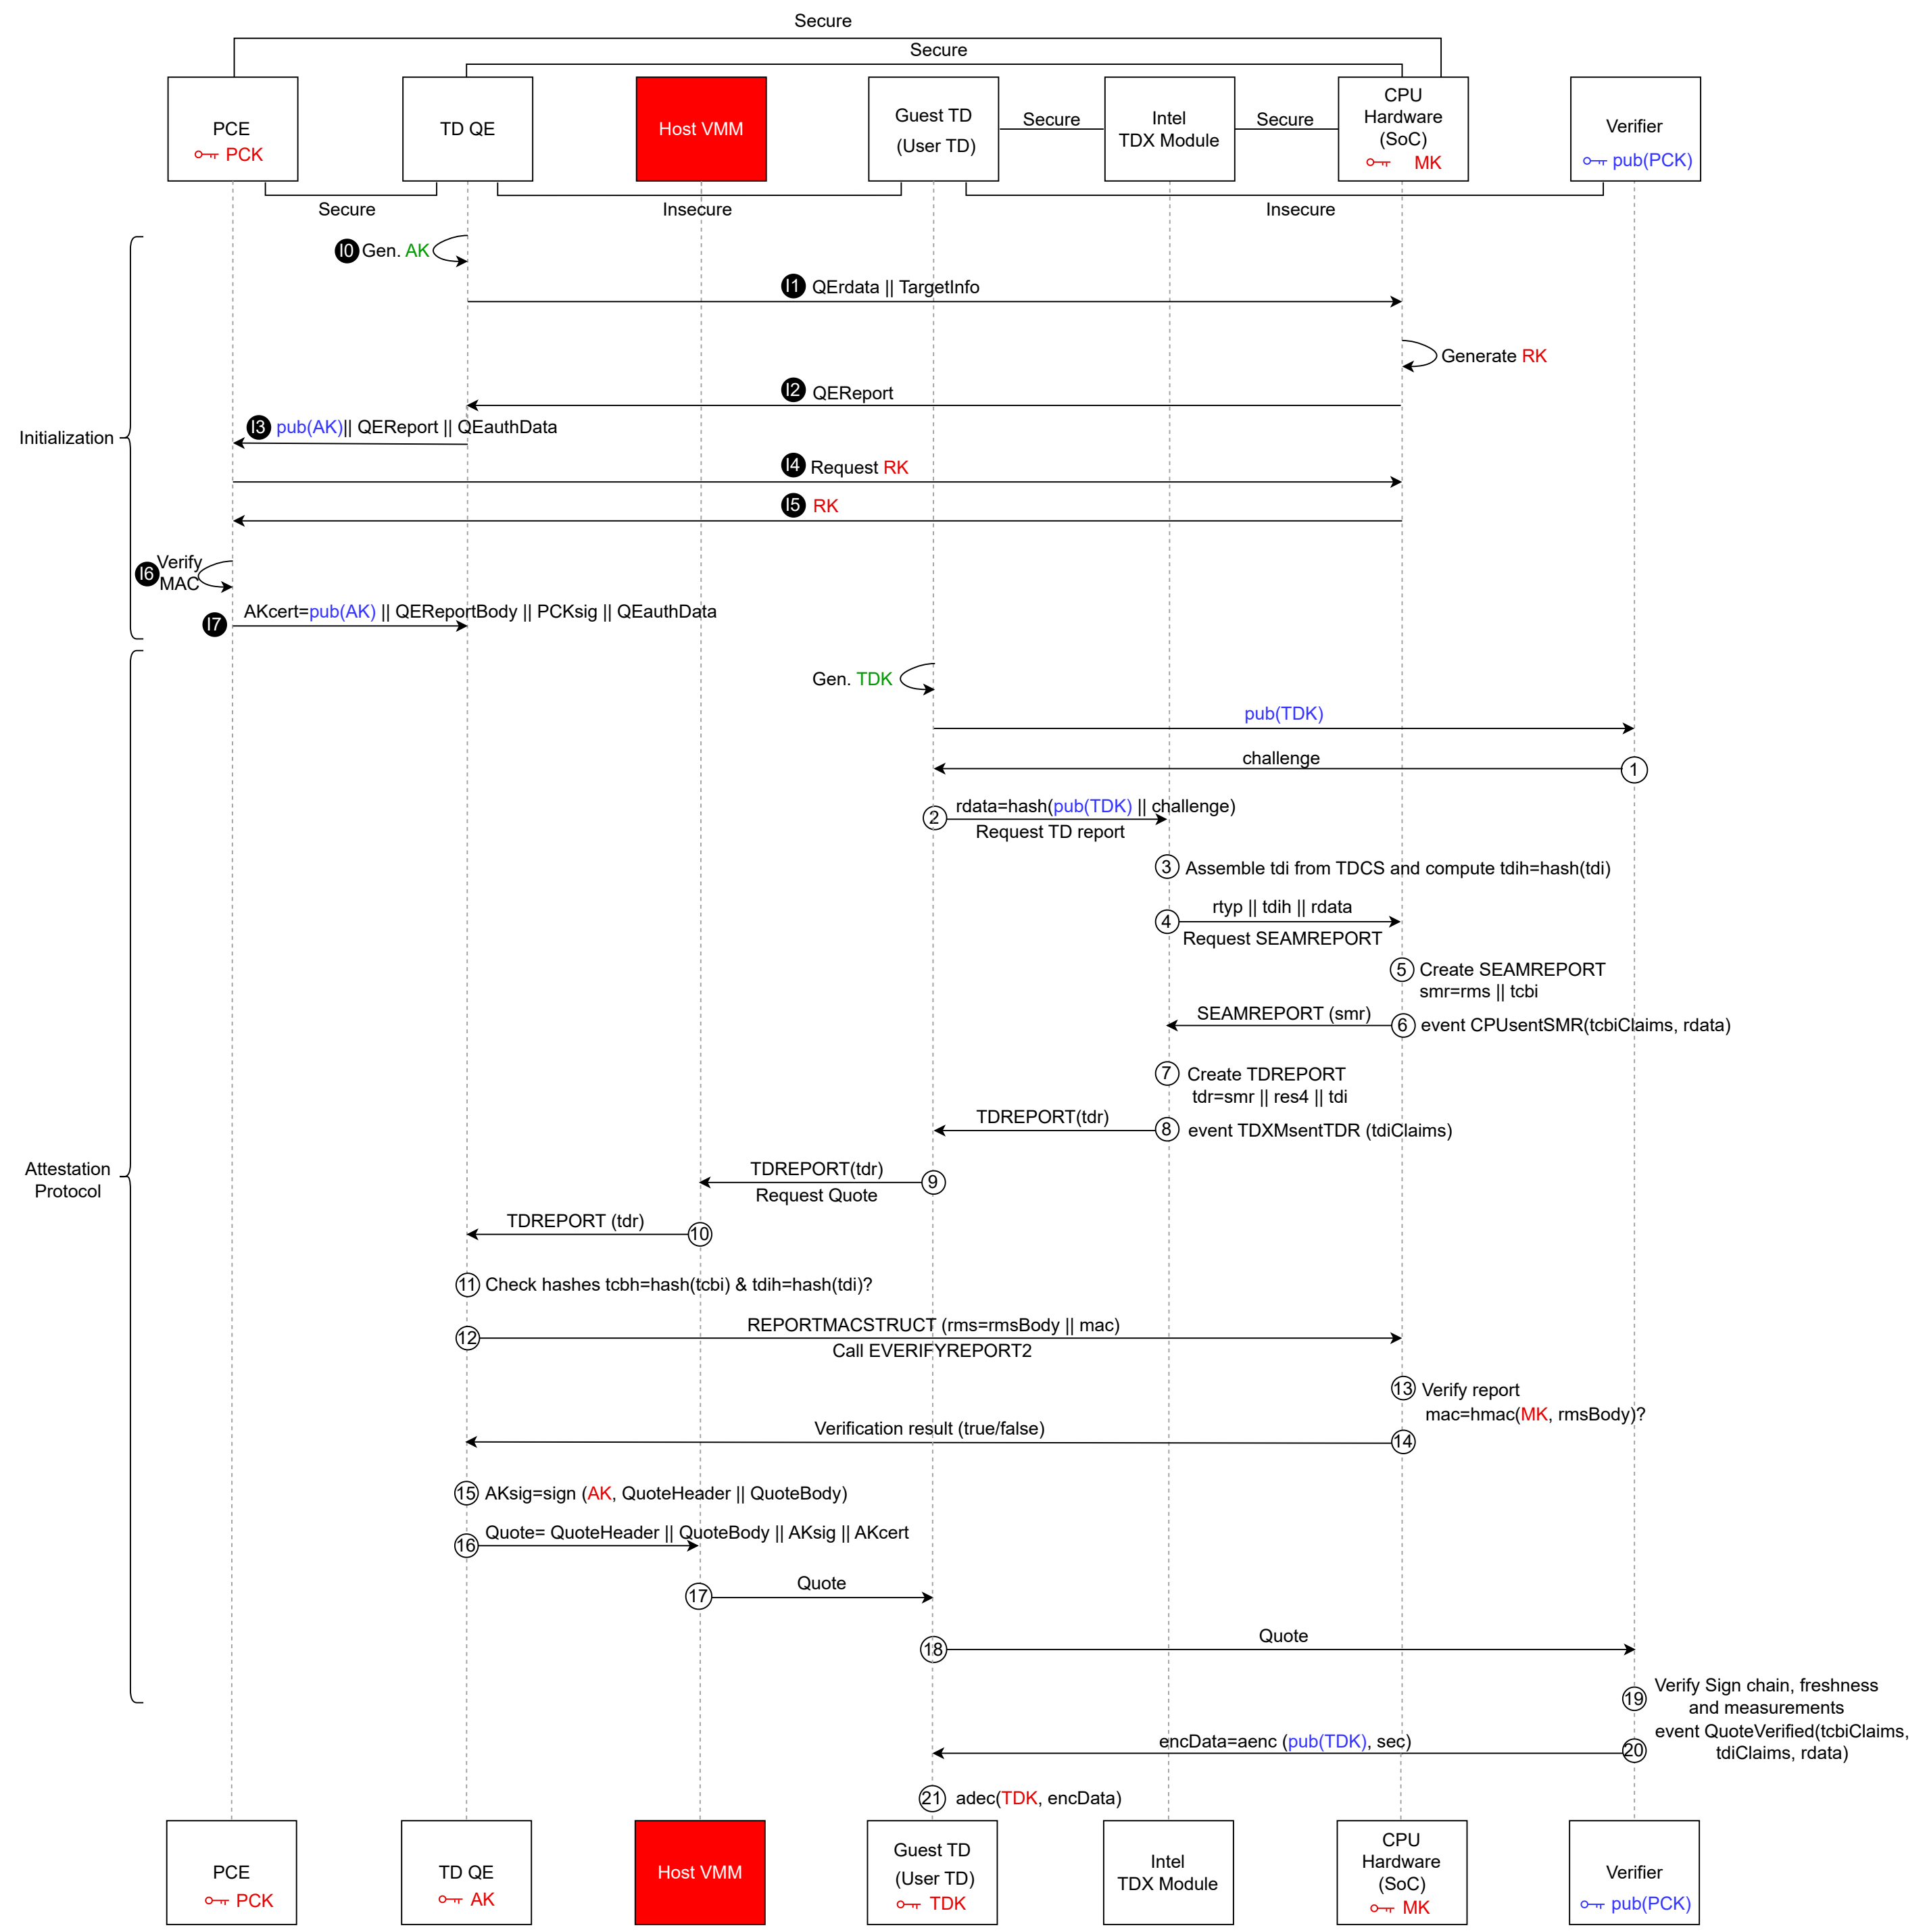 Secure
Secure
PCE
PCK
TD QE
Host VMM
Guest TD
(User TD)
Secure
Intel
TDX Module
Secure
CPU
Hardware
(SoC)
MK
Verifier
pub(PCK)
Secure
Insecure
Insecure
Initialization
I0 Gen. AK
I1 QErdata || TargetInfo
Generate RK
I2 QEReport
I3 pub(AK)|| QEReport || QEauthData
I4 Request RK
I5 RK
I6 Verify
MAC
I7 AKcert=pub(AK) || QEReportBody || PCKsig || QEauthData
Attestation
Protocol
Gen. TDK
pub(TDK)
challenge
1
2 rdata=hash(pub(TDK) || challenge)
Request TD report
3 Assemble tdi from TDCS and compute tdih=hash(tdi)
4 rtyp || tdih || rdata
Request SEAMREPORT
5 Create SEAMREPORT
smr=rms || tcbi
SEAMREPORT (smr)
6 event CPUsentSMR(tcbiClaims, rdata)
7 Create TDREPORT
tdr=smr || res4 || tdi
TDREPORT(tdr)
8 event TDXMsentTDR (tdiClaims)
TDREPORT(tdr)
9
Request Quote
TDREPORT (tdr)
10
11 Check hashes tcbh=hash(tcbi) & tdih=hash(tdi)?
12 REPORTMACSTRUCT (rms=rmsBody || mac)
Call EVERIFYREPORT2
13 Verify report
mac=hmac(MK, rmsBody)?
Verification result (true/false)
14
15 AKsig=sign (AK, QuoteHeader || QuoteBody)
16 Quote= QuoteHeader || QuoteBody || AKsig || AKcert
17 Quote
18 Quote
19 Verify Sign chain, freshness
and measurements
encData=aenc (pub(TDK), sec)
20 event QuoteVerified(tcbiClaims,
tdiClaims, rdata)
21 adec(TDK, encData)
PCE
PCK
TD QE
AK
Host VMM
Guest TD
(User TD)
TDK
Intel
TDX Module
CPU
Hardware
(SoC)
MK
Verifier
pub(PCK)